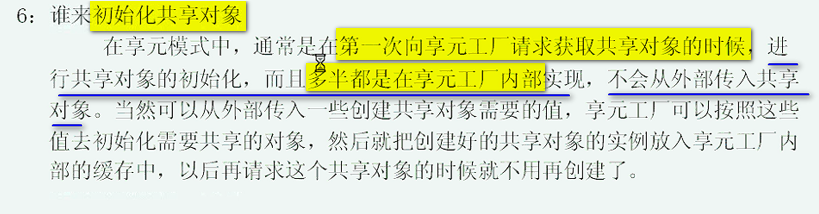 6：谁来初始化共享对象
在享元模式中，通常是在第一次向享元工厂请求获取共享对象的时候，进
行共享对象的初始化，而且多半都是在享元工厂内部实现，不会从外部传入共享
对象。当然可以从外部传入一些创建共享对象需要的值，享元工厂可以按照这些
值去初始化需要共享的对象，然后就把创建好的共享对象的实例放入享元工厂内
部的缓存中，以后再请求这个共享对象的时候就不用再创建了。